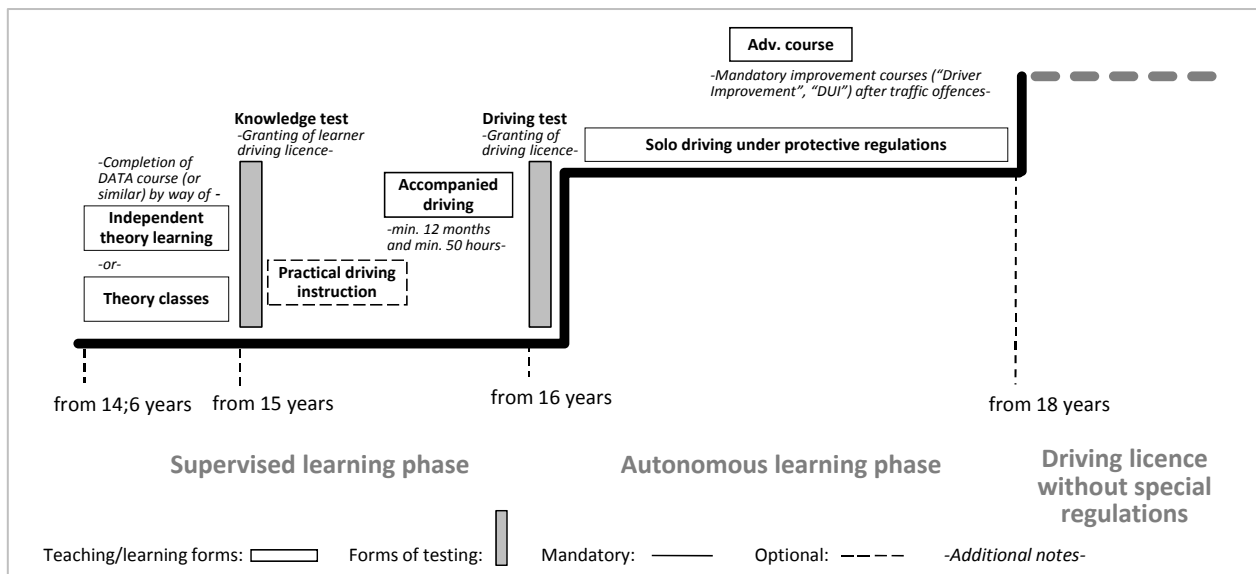 Adv. course
-Mandatory improvement courses (“Driver
Improvement”, “DUI”) after traffic offences-
Knowledge test
-Granting of learner
driving licence-
Driving test
-Granting of
driving licence-
Solo driving under protective regulations
-Completion of
DATA course (or
similar) by way of -
Independent
theory learning
-or-
Theory classes
Practical driving
instruction
Accompanied
driving
-min. 12 months
and min. 50 hours-
from 14;6 years
from 15 years
from 16 years
from 18 years
Supervised learning phase
Autonomous learning phase
Driving licence
without special
regulations
Teaching/learning forms:
Forms of testing:
Mandatory:
Optional:
-Additional notes-